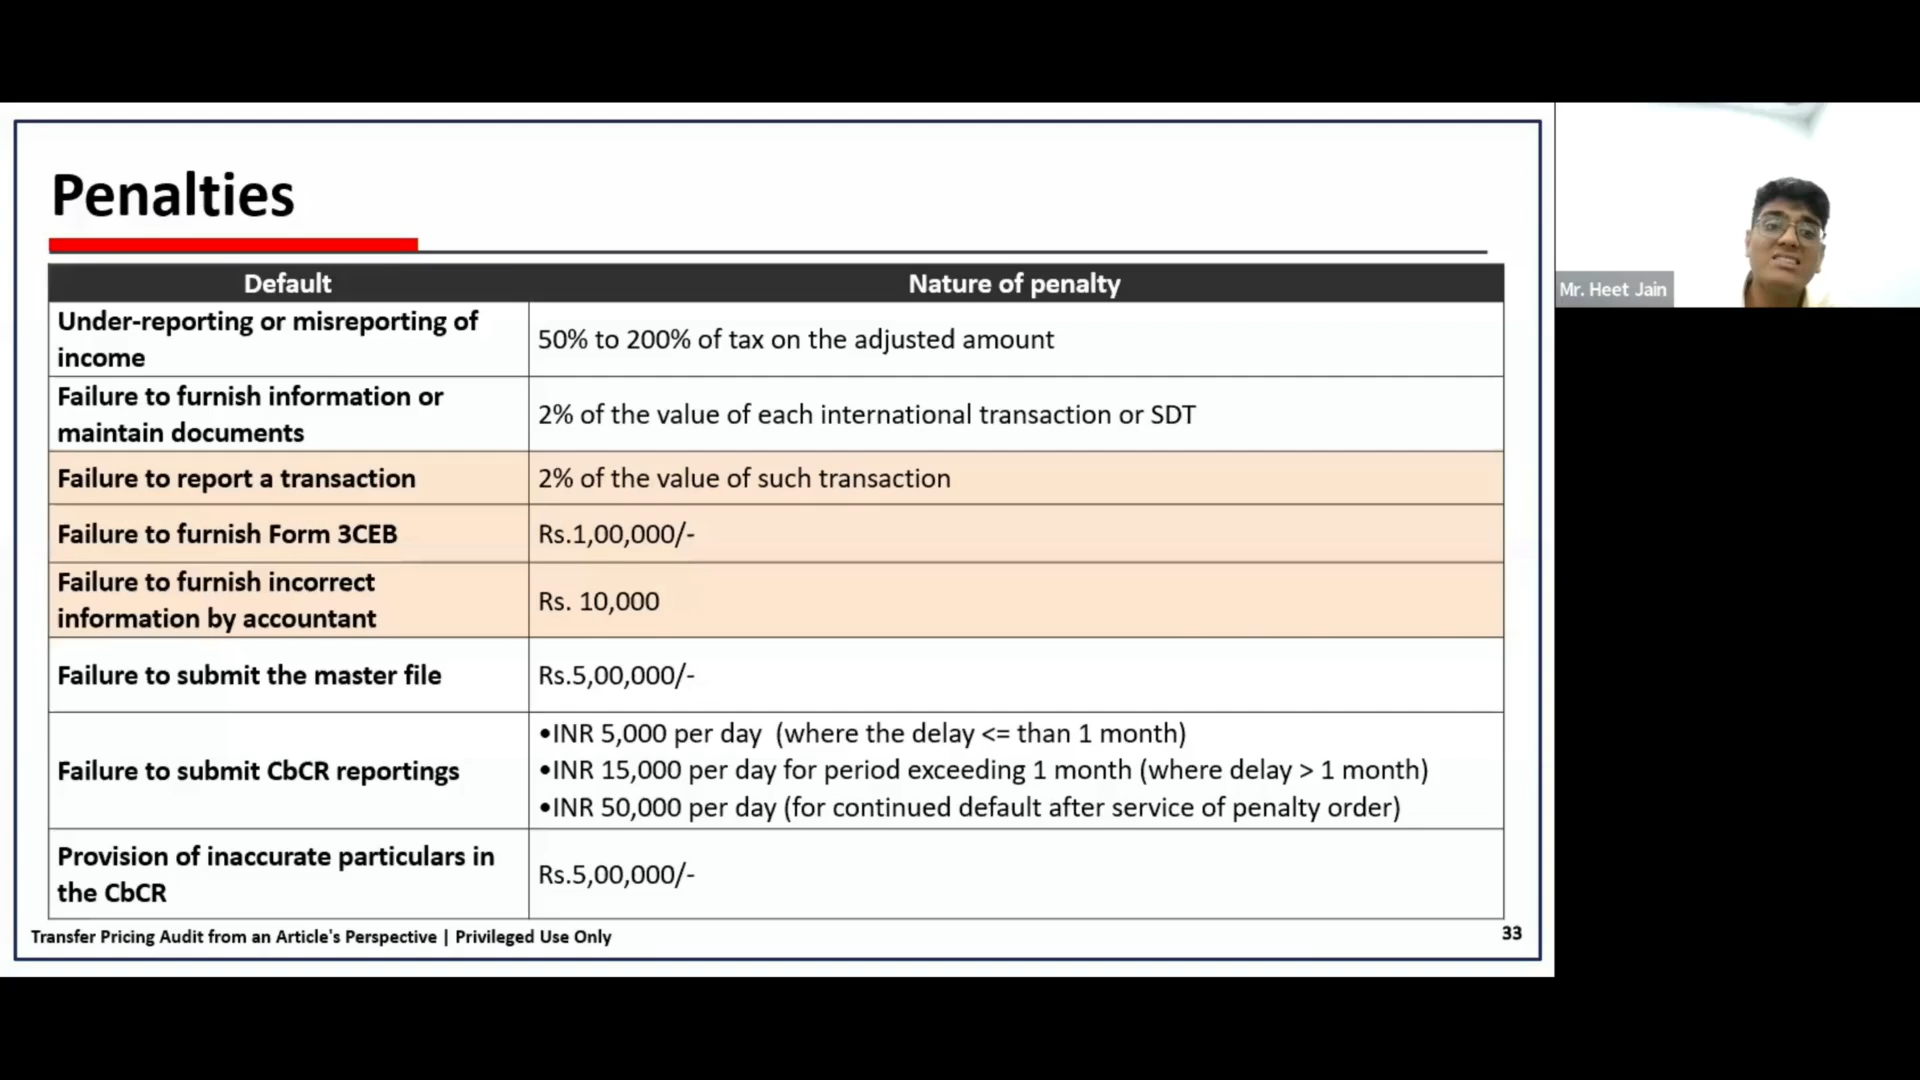 Penalties
Default
Nature of penalty
Under-reporting or misreporting of
income
50% to 200% of tax on the adjusted amount
Failure to furnish information or
maintain documents
2% of the value of each international transaction or SDT
Failure to report a transaction
2% of the value of such transaction
Failure to furnish Form 3CEB
Rs.1,00,000/-
Failure to furnish incorrect
information by accountant
Rs. 10,000
Failure to submit the master file
Rs.5,00,000/-
Failure to submit CbCR reportings
•INR 5,000 per day  (where the delay <= than 1 month)
•INR 15,000 per day for period exceeding 1 month (where delay > 1 month)
•INR 50,000 per day (for continued default after service of penalty order)
Provision of inaccurate particulars in
the CbCR
Rs.5,00,000/-
Transfer Pricing Audit from an Article's Perspective | Privileged Use Only
33
Mr. Heet Jain